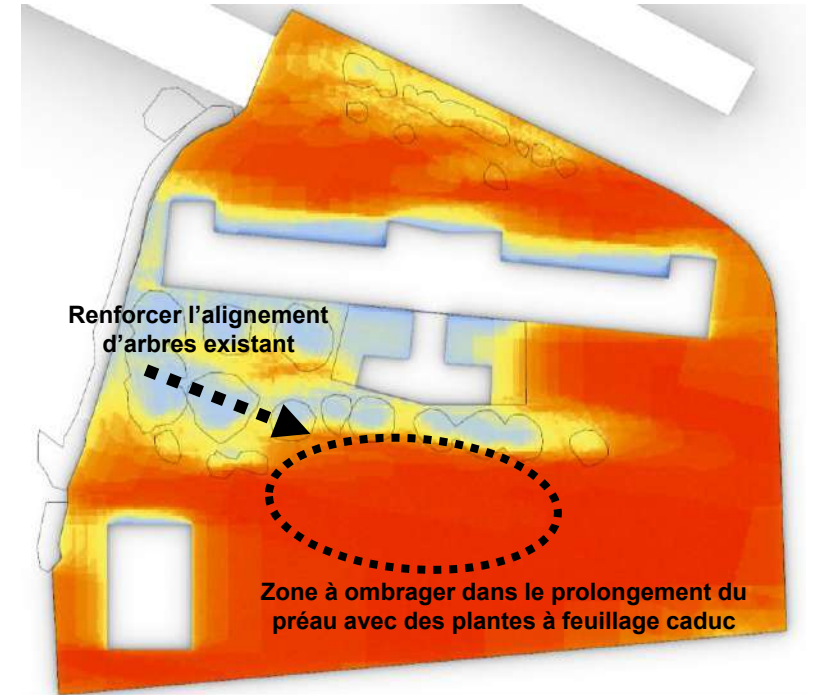 Renforcer l’alignement
d’arbres existant
Zone à ombrager dans le prolongement du
préau avec des plantes à feuillage caduc